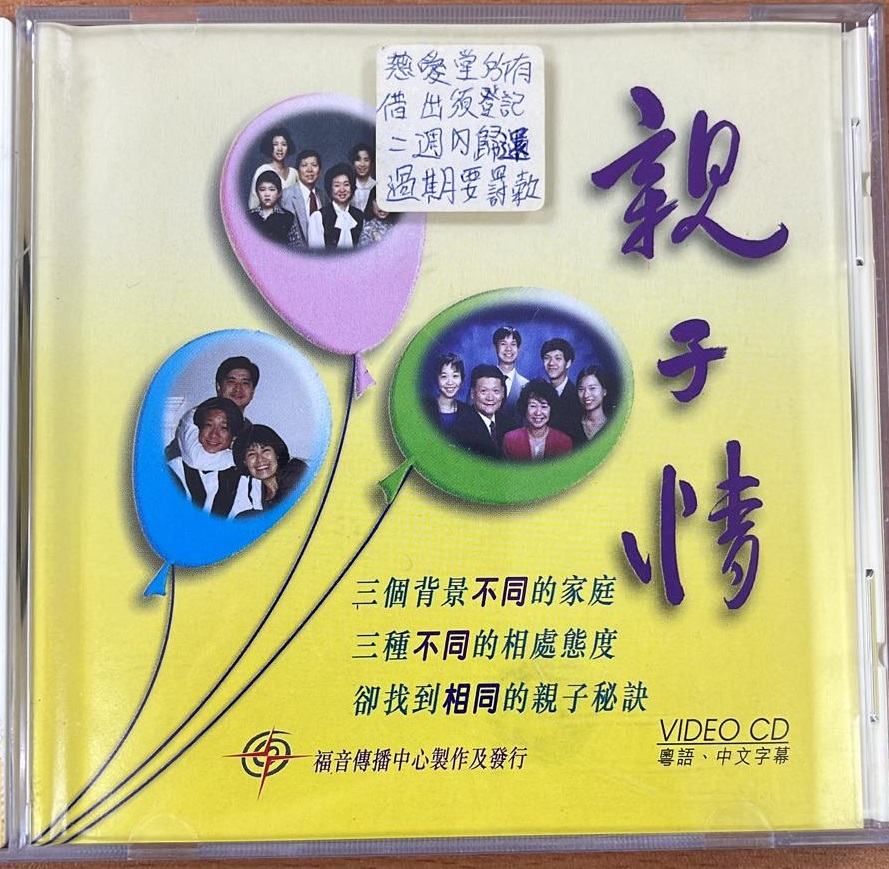 慈愛堂所有
借出須登記
二週內歸還
過期要罰款
親子情
三個背景不同的家庭
三種不同的相處態度
卻找到相同的親子秘訣
福音傳播中心製作及發行
VIDEO CD
粵語、中文字幕